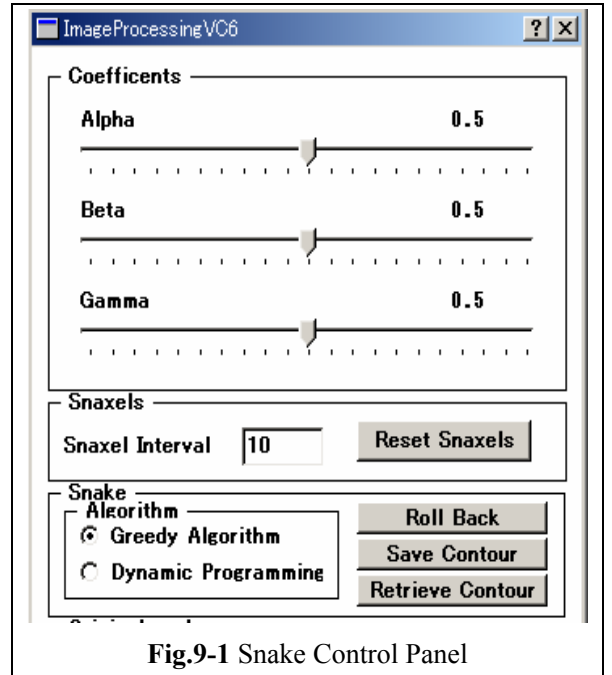 ImageProcessingVC6
Coefficents
Alpha 0.5
Beta 0.5
Gamma 0.5
Snaxels
Snaxel Interval 10 Reset Snaxels
Snake
Algorithm
Greedy Algorithm
Dynamic Programming
Roll Back
Save Contour
Retrieve Contour
Fig.9-1 Snake Control Panel